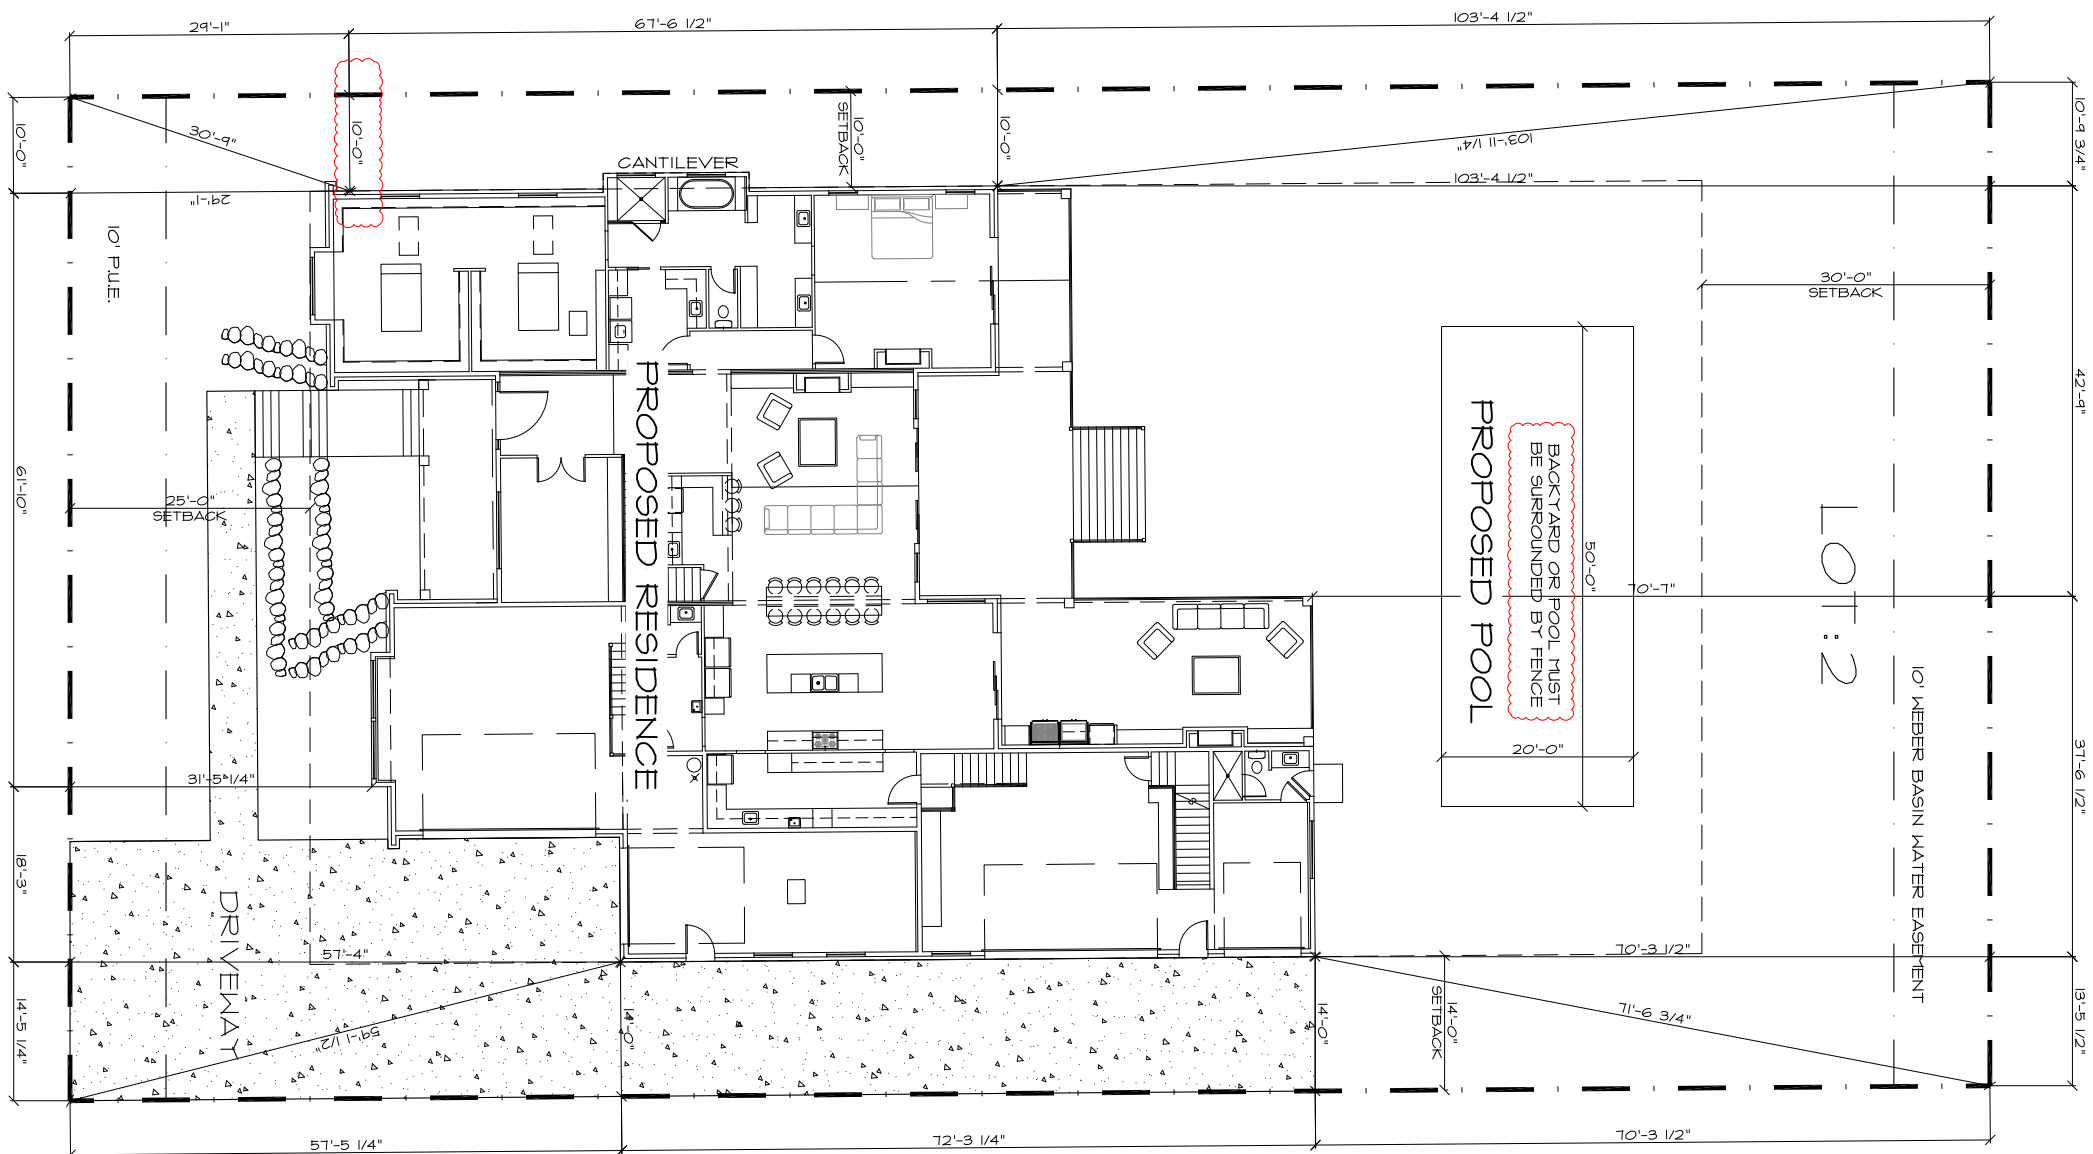 29'-1"
67'-6 1/2"
103'-4 1/2"
10'-0"
30'-9"
10'-0"
10'-0"
SETBACK
10'-0"
103'-11 1/4"
10'-9 3/4"
CANTILEVER
29'-1"
103'-4 1/2"
10' P.U.E.
30'-0"
SETBACK
42'-9"
PROPOSED RESIDENCE
PROPOSED POOL
BACKYARD OR POOL MUST
BE SURROUNDED BY FENCE
50'-0"
70'-7"
20'-0"
LOT: 2
10' WEBER BASIN WATER EASEMENT
61'-10"
25'-0"
SETBACK
37'-6 1/2"
31'-5 1/4"
18'-3"
DRIVEWAY
57'-4"
70'-3 1/2"
14'-5 1/4"
59'-1 1/2"
14'-0"
14'-0"
14'-0"
SETBACK
71'-6 3/4"
13'-5 1/2"
57'-5 1/4"
72'-3 1/4"
70'-3 1/2"